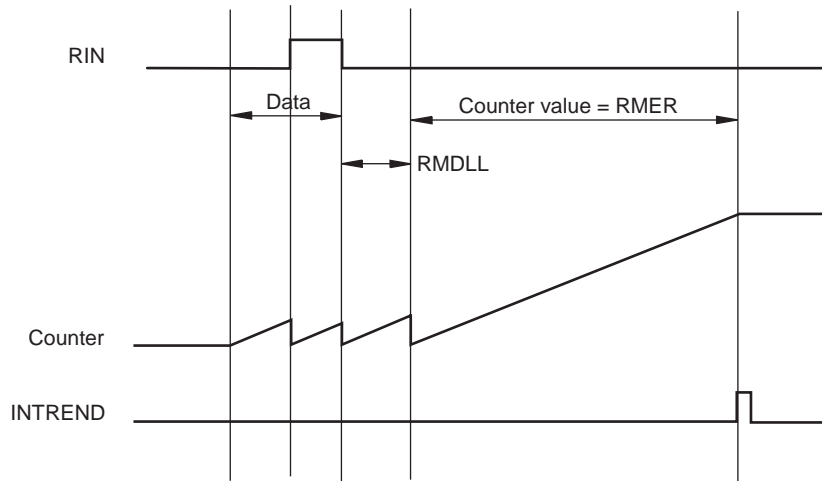 RIN
Data
Counter value = RMER
RMDLL
Counter
INTREND